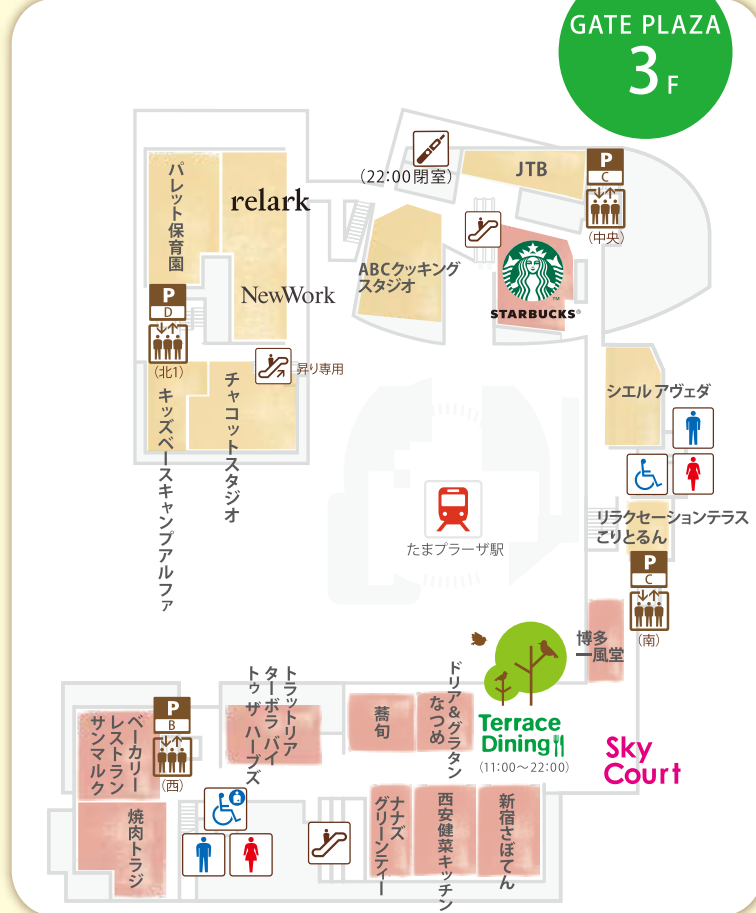 GATE PLAZA
3F
パレット保育園
relark
NewWork
P
D
(北1)
昇り専用
キッズベースキャンプアルファ
チャコットスタジオ
(22:00閉室)
JTB
P
C
(中央)
ABCクッキング
スタジオ
STARBUCKS®
TM
シエル アヴェダ
リラクセーションテラス
こりとるん
P
C
(南)
たまプラーザ駅
博多
一風堂
Terrace
Dining
(11:00~22:00)
Sky
Court
ベーカリー
レストラン
サンマルク
P
B
(西)
トラットリア
ターボラ バイ
トゥ ザ ハーブズ
蕎旬
ドリア&グラタン
なつめ
焼肉トラジ
ナナズ
グリーンティー
西安健菜キッチン
新宿さぼてん